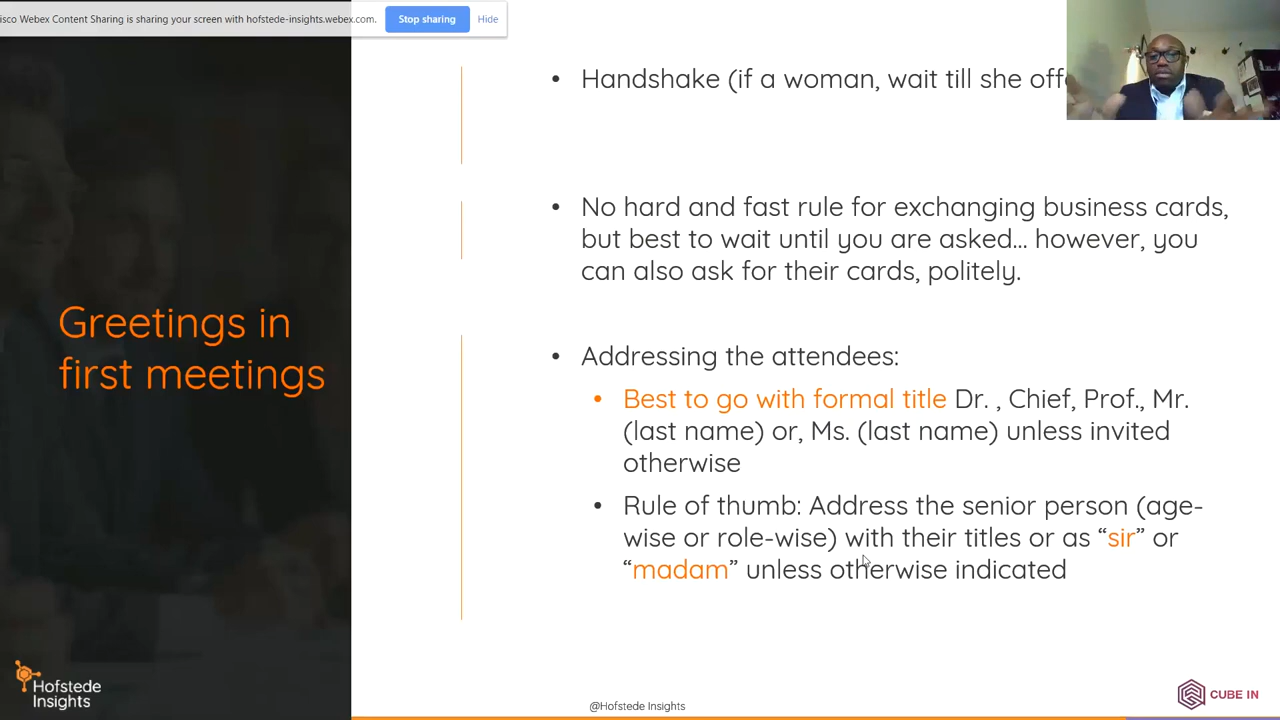 isco Webex Content Sharing is sharing your screen with hofstede-insights.webex.com.
Stop sharing
Hide
Greetings in
first meetings
• Handshake (if a woman, wait till she off
• No hard and fast rule for exchanging business cards,
but best to wait until you are asked... however, you
can also ask for their cards, politely.
• Addressing the attendees:
• Best to go with formal title Dr. , Chief, Prof., Mr.
(last name) or, Ms. (last name) unless invited
otherwise
• Rule of thumb: Address the senior person (age-
wise or role-wise) with their titles or as “sir” or
“madam” unless otherwise indicated
Hofstede
Insights
@Hofstede Insights
CUBE IN